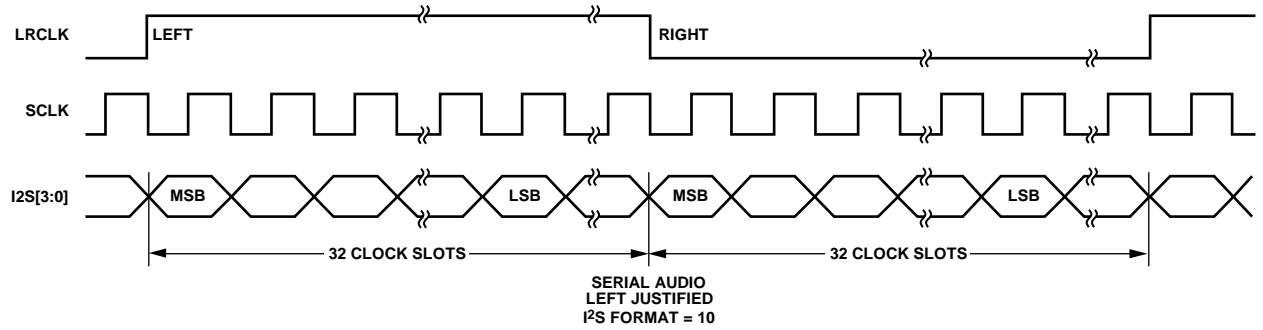 LRCLK
LEFT
RIGHT
SCLK
I2S[3:0]
MSB
LSB
MSB
LSB
32 CLOCK SLOTS
32 CLOCK SLOTS
SERIAL AUDIO
LEFT JUSTIFIED
I²S FORMAT = 10